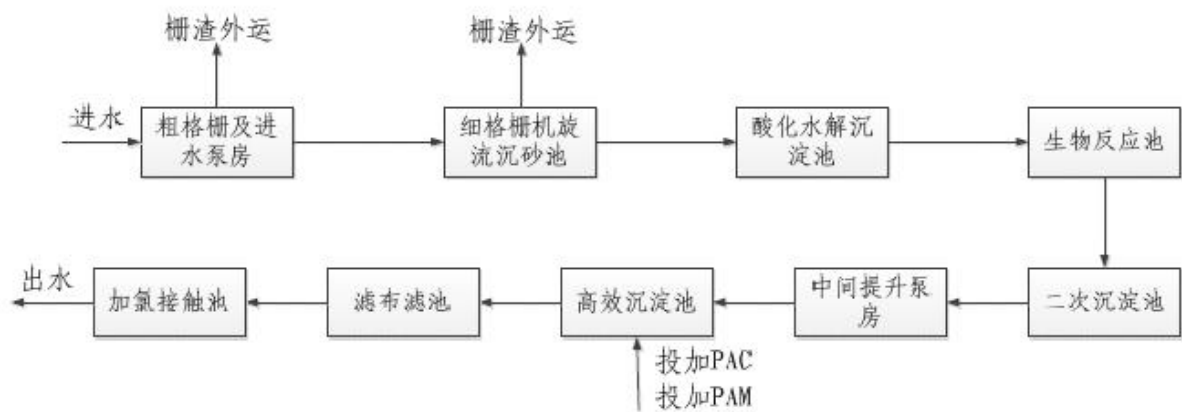 栅渣外运
栅渣外运
进水
粗格栅及进
水泵房
细格栅机旋
流沉砂池
酸化水解沉
淀池
生物反应池
出水
加氯接触池
滤布滤池
高效沉淀池
中间提升泵
房
二次沉淀池
投加PAC
投加PAM